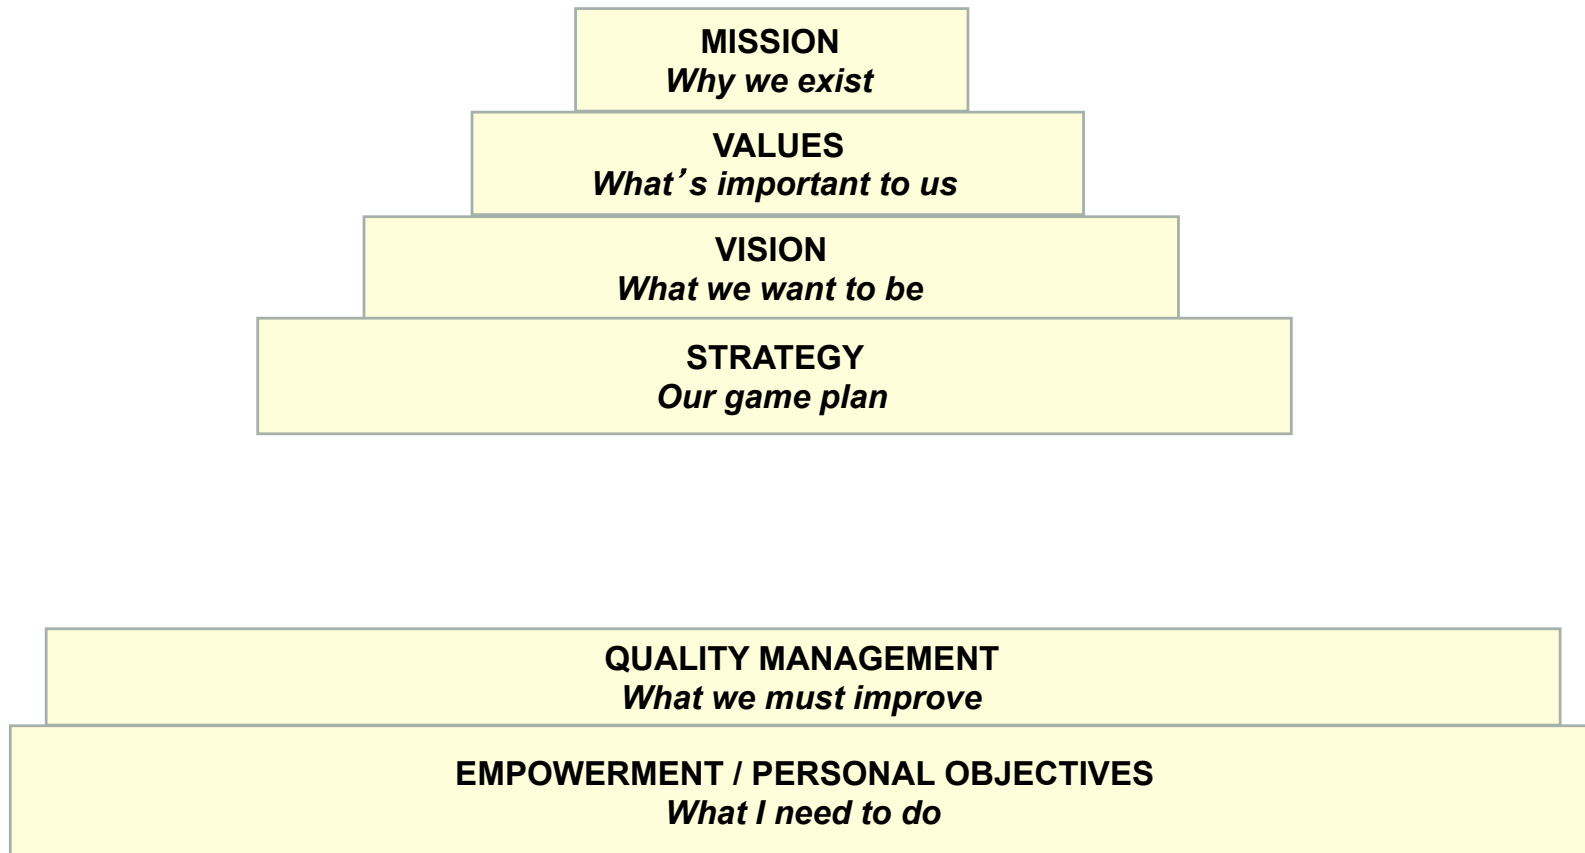 MISSION
Why we exist
VALUES
What’s important to us
VISION
What we want to be
STRATEGY
Our game plan
QUALITY MANAGEMENT
What we must improve
EMPOWERMENT / PERSONAL OBJECTIVES
What I need to do